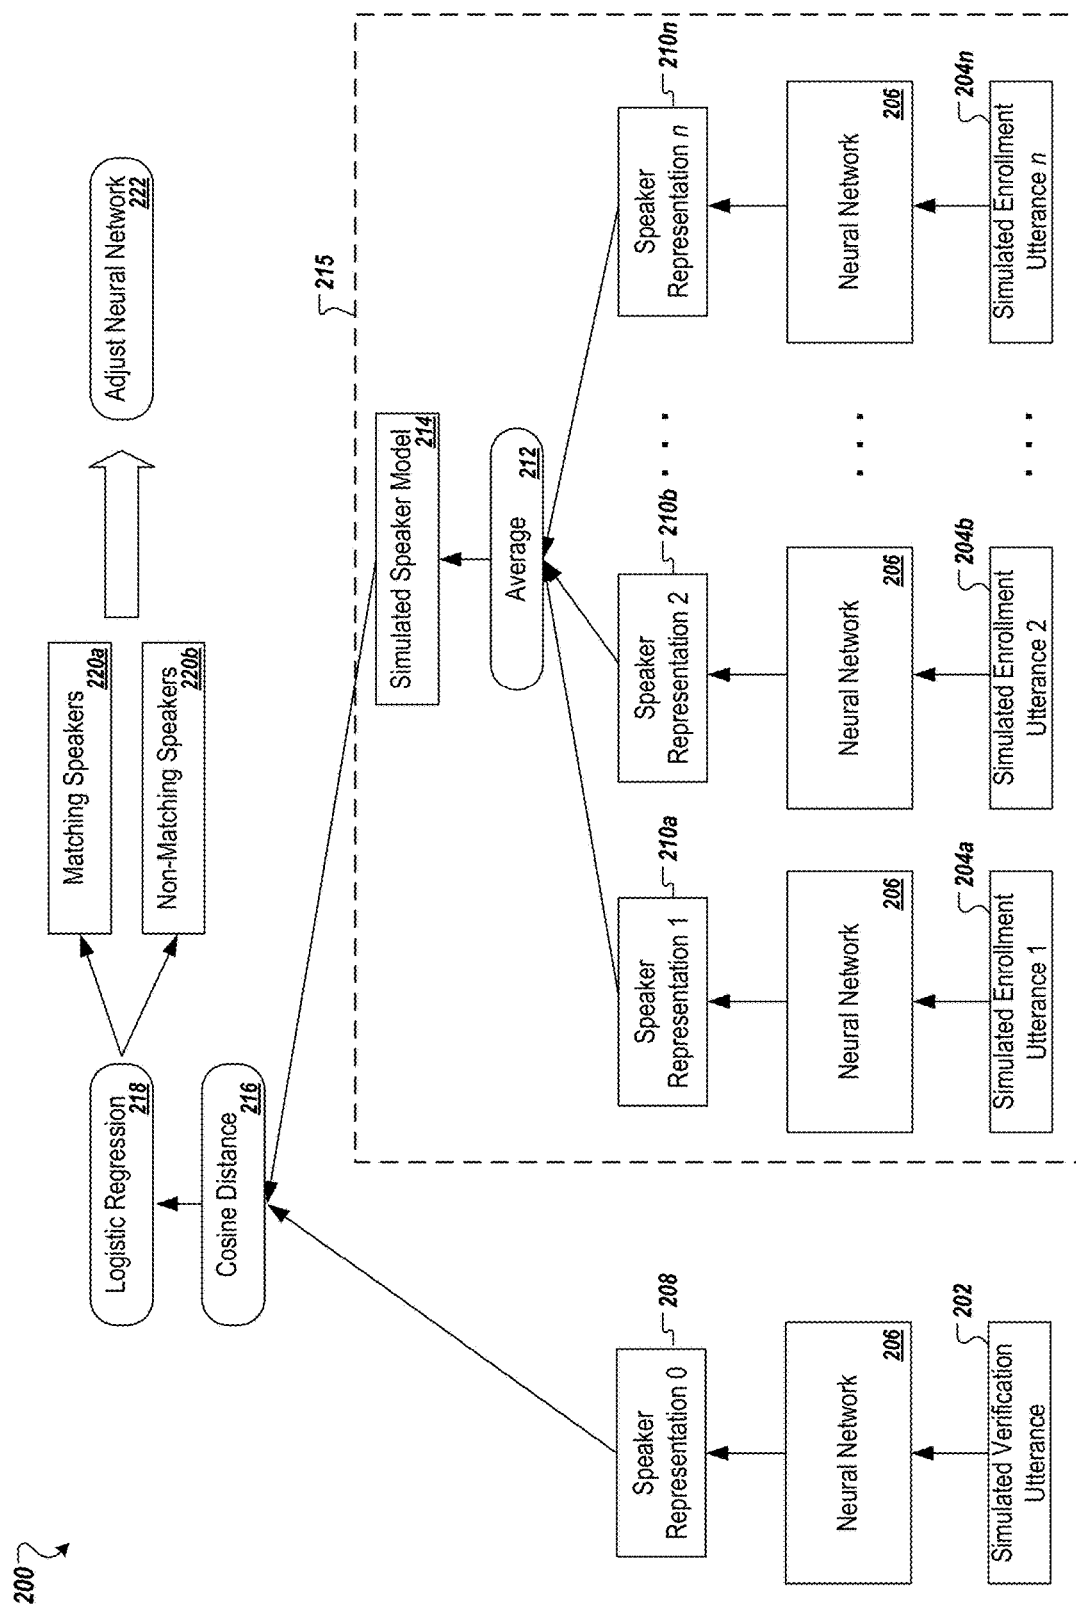 200
Logistic Regression
218
Matching Speakers
220a
Non-Matching Speakers
220b
Adjust Neural Network
222
Cosine Distance
216
215
Simulated Speaker Model
214
Average
212
Speaker
Representation 0
208
Speaker
Representation 1
210a
Speaker
Representation 2
210b
. . .
Speaker
Representation n
210n
Neural Network
206
Neural Network
206
Neural Network
206
. . .
Neural Network
206
Simulated Verification
Utterance
202
Simulated Enrollment
Utterance 1
204a
Simulated Enrollment
Utterance 2
204b
. . .
Simulated Enrollment
Utterance n
204n